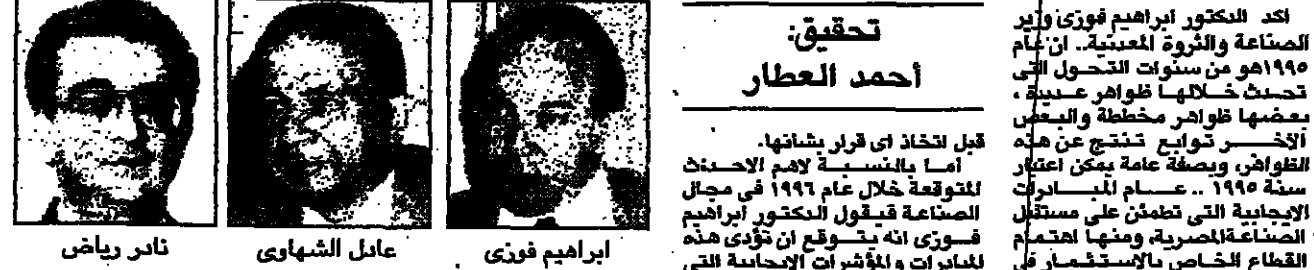 اكد الدكتور ابراهيم فوزى وزير
الصناعة والثروة المعدنية.. ان عام
١٩٩٥هو من سنوات التحول التى
تحدث خلالها ظواهر عديدة ،
بعضها ظواهر مخططة والبعض
الاخر توابع تنتج عن هذه
الظواهر، وبصفة عامة يمكن اعتبار
سنة ١٩٩٥ .. عام المبادرات
الايجابية التى تطمئن على مستقبل
الصناعةالمصرية، ومنها اهتمام
القطاع الخاص بالاستثمار فى
تحقيق:
أحمد العطار
قبل اتخاذ اى قرار بشانها.
أما بالنسبة لاهم الاحداث
المتوقعة خلال عام ١٩٩٦ فى مجال
الصناعة فيقول الدكتور ابراهيم
فوزى انه يتوقع ان تؤدى هذه
المبادرات والمؤشرات الايجابية التى
ابراهيم فوزى
عادل الشهاوى
نادر رياض